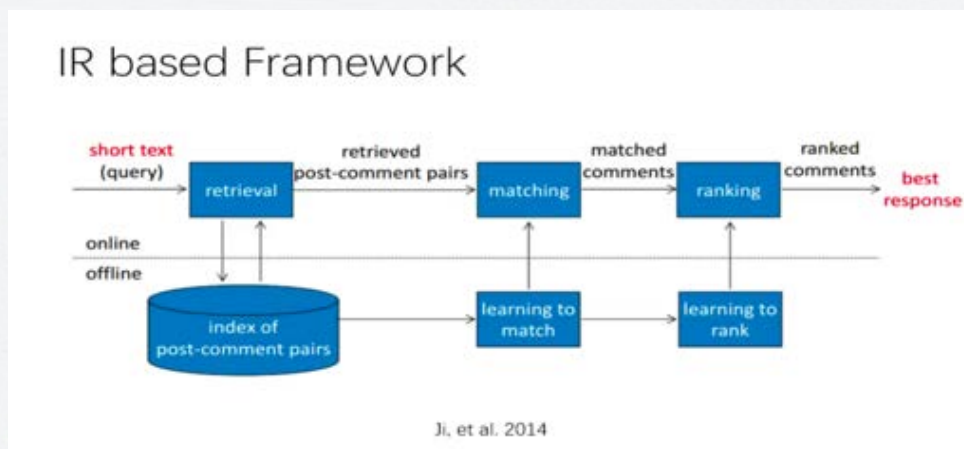 IR based Framework
short text
(query)
retrieval
retrieved
post-comment pairs
matching
matched
comments
ranking
ranked
comments
best
response
online
offline
index of
post-comment pairs
learning to
match
learning to
rank
Ji, et al. 2014